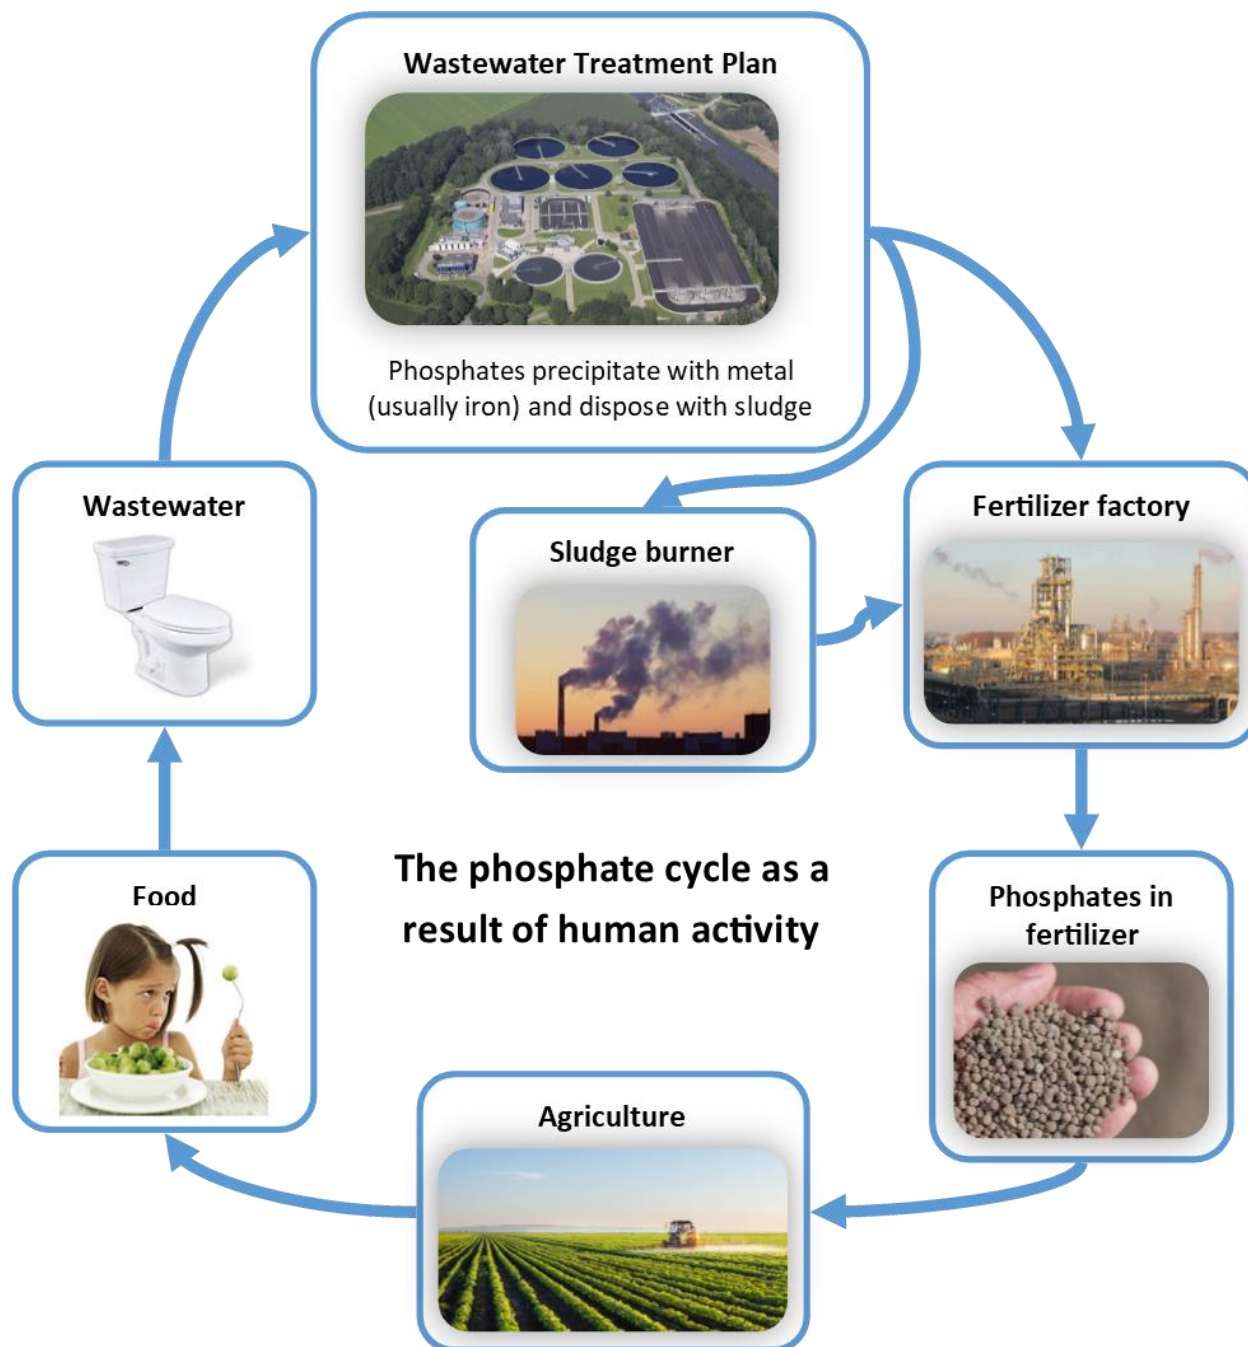 Wastewater Treatment Plan
Phosphates precipitate with metal
(usually iron) and dispose with sludge
Wastewater
Sludge burner
Fertilizer factory
The phosphate cycle as a
result of human activity
Food
Phosphates in
fertilizer
Agriculture